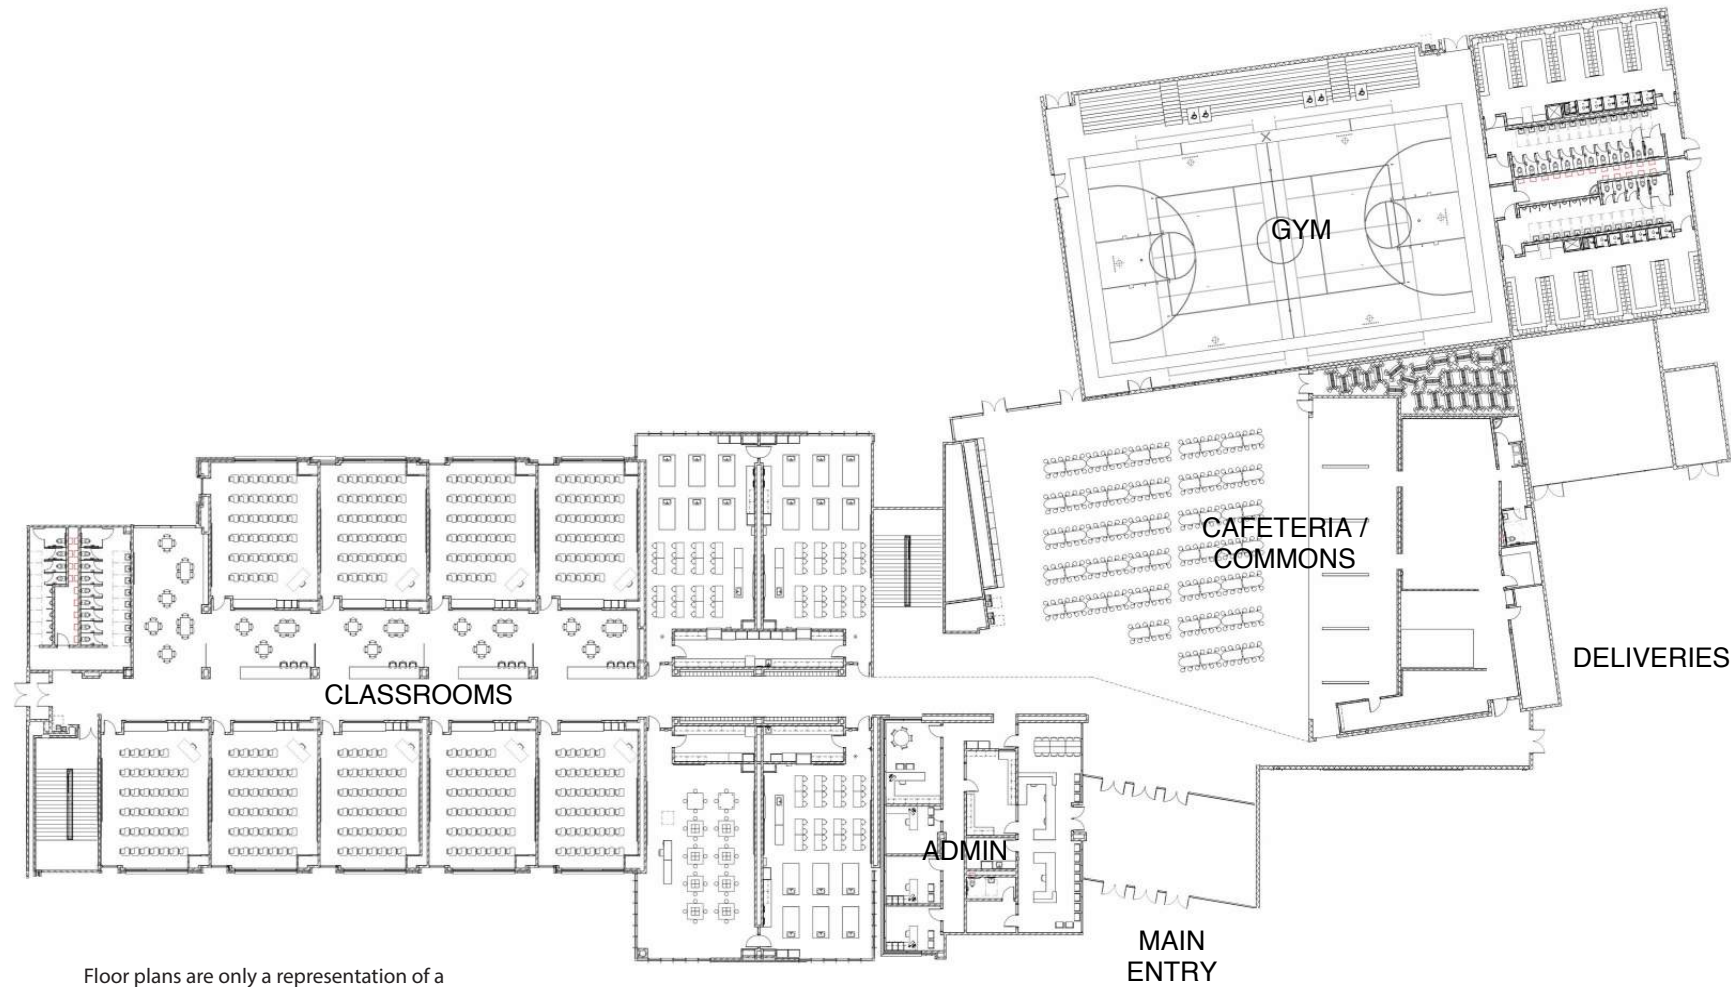 GYM
CAFETERIA /
COMMONS
DELIVERIES
CLASSROOMS
ADMIN
MAIN
ENTRY
Floor plans are only a representation of a